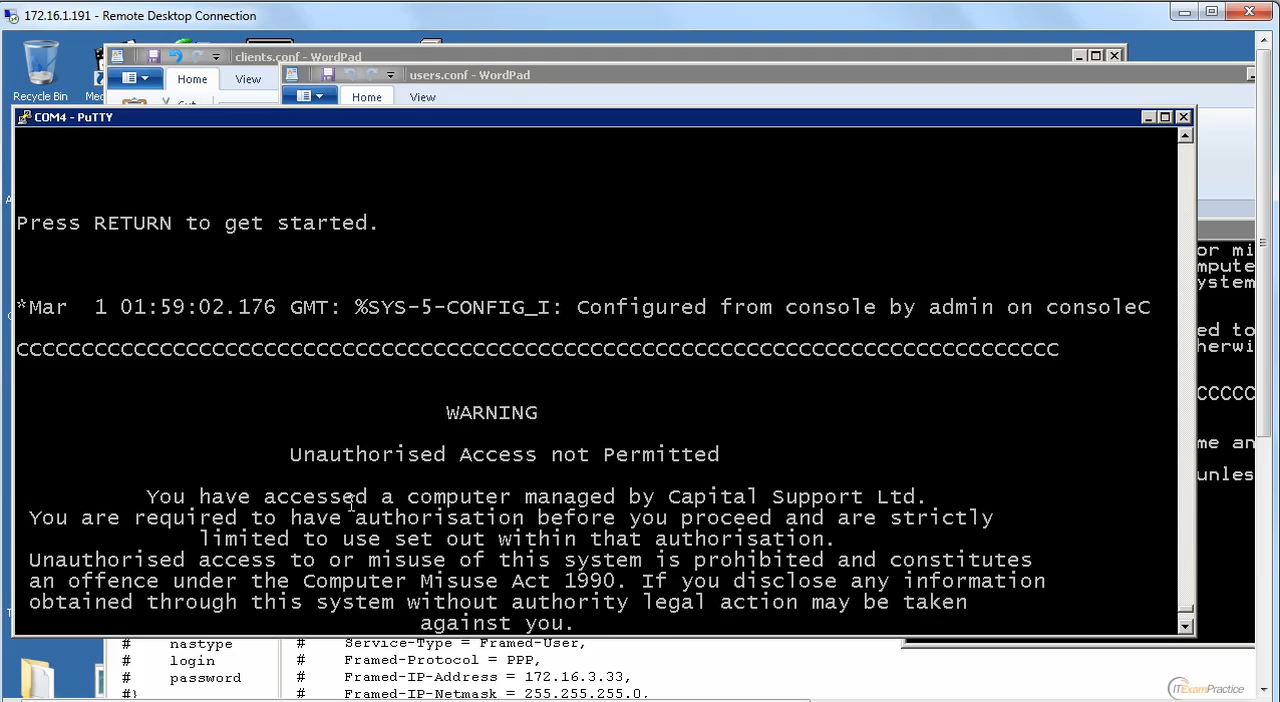 172.16.1.191 - Remote Desktop Connection
clients.conf - WordPad
users.conf - WordPad
Home
View
Home
View
Recycle Bin
Cut
COM4 - PuTTY
Press RETURN to get started.
*Mar  1 01:59:02.176 GMT: %SYS-5-CONFIG_I: Configured from console by admin on consoleC
CCCCCCCCCCCCCCCCCCCCCCCCCCCCCCCCCCCCCCCCCCCCCCCCCCCCCCCCCCCCCCCCCCCCCCCCCCCCCCCC
WARNING
Unauthorised Access not Permitted
You have accessed a computer managed by Capital Support Ltd.
You are required to have authorisation before you proceed and are strictly
limited to use set out within that authorisation.
Unauthorised access to or misuse of this system is prohibited and constitutes
an offence under the Computer Misuse Act 1990. If you disclose any information
obtained through this system without authority legal action may be taken
against you.
or mi
mpute
ystem
ed to
herwi
CCCCC
me an
unles
# nastype
# login
# password
#}
# Service-Type = Framed-User,
# Framed-Protocol = PPP,
# Framed-IP-Address = 172.16.3.33,
# Framed-IP-Netmask = 255.255.255.0,
ITExamPractice